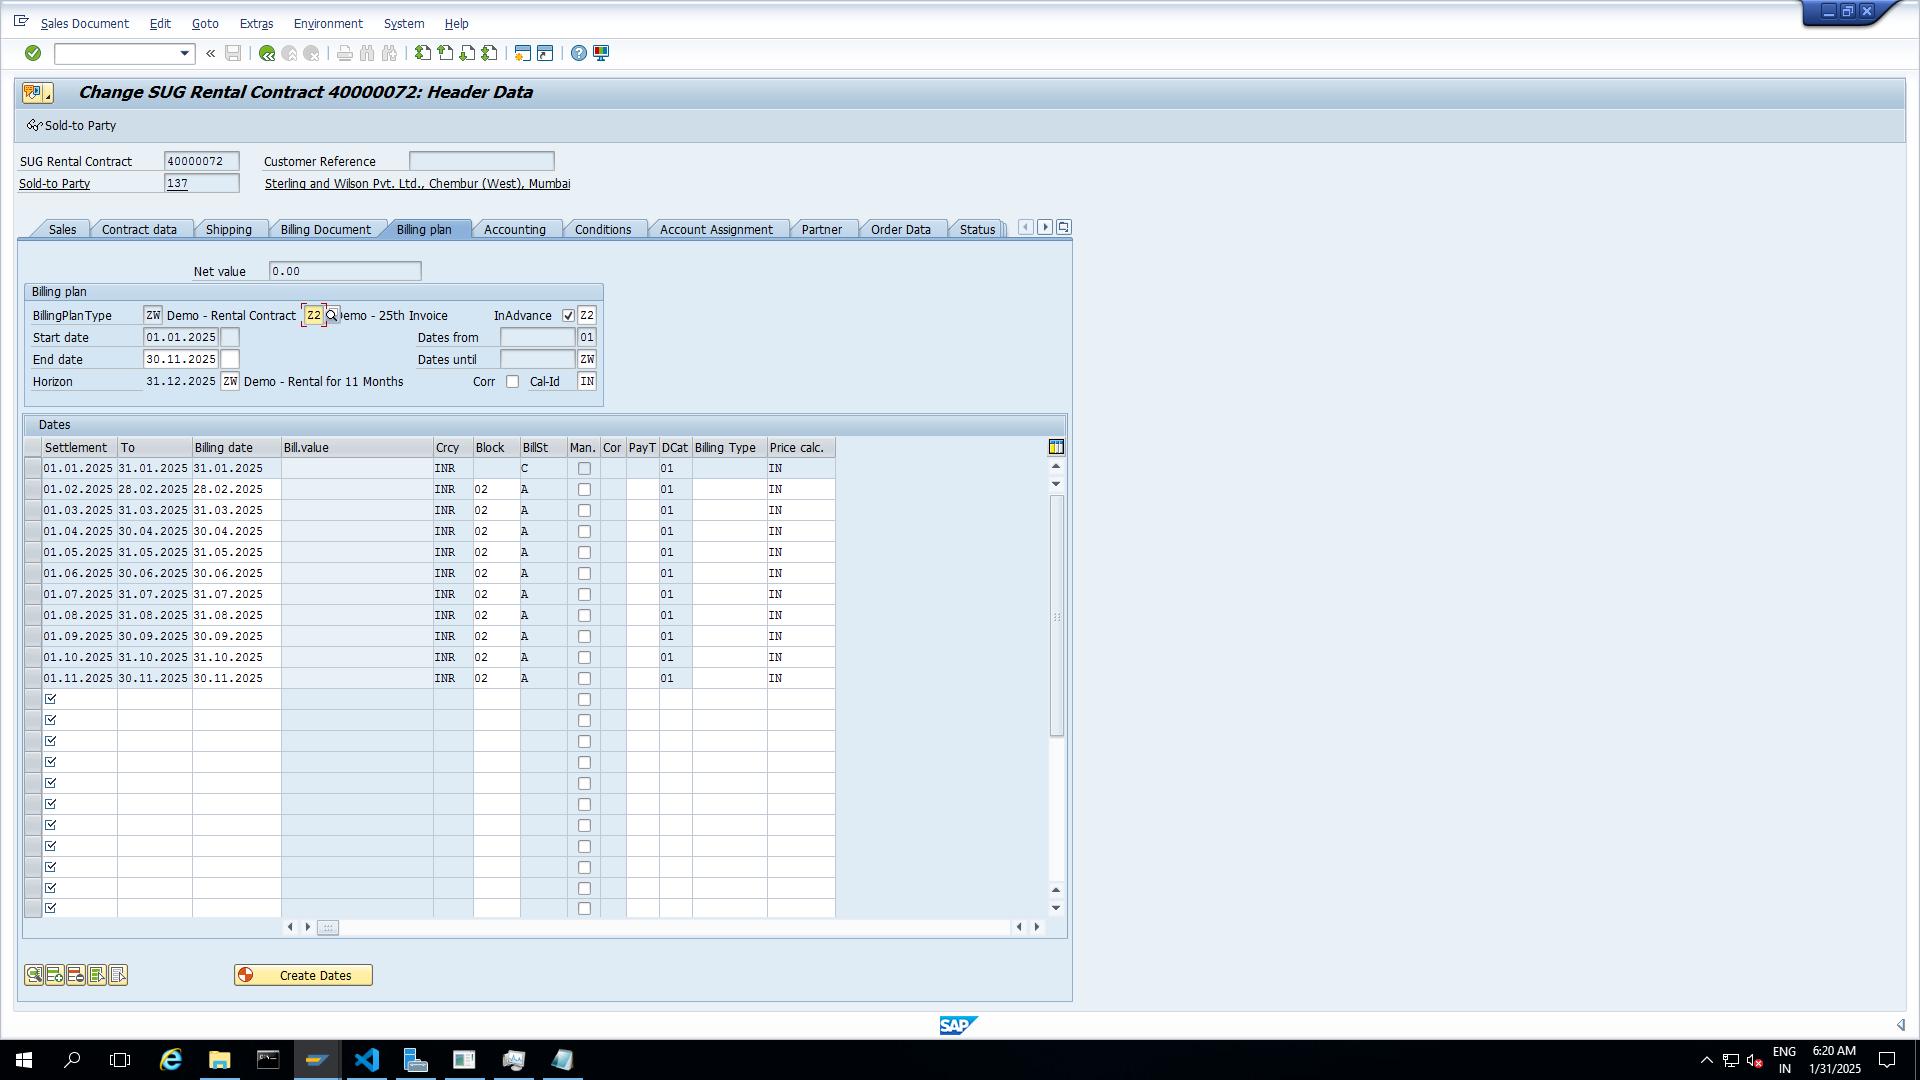 Sales Document Edit Goto Extras Environment System Help
Change SUG Rental Contract 40000072: Header Data
Sold-to Party
SUG Rental Contract 40000072 Customer Reference
Sold-to Party 137 Sterling and Wilson Pvt. Ltd., Chembur (West), Mumbai
Sales Contract data Shipping Billing Document Billing plan Accounting Conditions Account Assignment Partner Order Data Status
Net value 0.00
Billing plan
BillingPlanType ZW Demo - Rental Contract Z2 emo - 25th Invoice InAdvance Z2
Start date 01.01.2025 Dates from 01
End date 30.11.2025 Dates until ZW
Horizon 31.12.2025 ZW Demo - Rental for 11 Months Corr Cal-Id IN
Dates
Settlement To Billing date Bill.value Crcy Block BillSt Man. Cor PayT DCat Billing Type Price calc.
01.01.2025 31.01.2025 31.01.2025 INR C 01 IN
01.02.2025 28.02.2025 28.02.2025 INR 02 A 01 IN
01.03.2025 31.03.2025 31.03.2025 INR 02 A 01 IN
01.04.2025 30.04.2025 30.04.2025 INR 02 A 01 IN
01.05.2025 31.05.2025 31.05.2025 INR 02 A 01 IN
01.06.2025 30.06.2025 30.06.2025 INR 02 A 01 IN
01.07.2025 31.07.2025 31.07.2025 INR 02 A 01 IN
01.08.2025 31.08.2025 31.08.2025 INR 02 A 01 IN
01.09.2025 30.09.2025 30.09.2025 INR 02 A 01 IN
01.10.2025 31.10.2025 31.10.2025 INR 02 A 01 IN
01.11.2025 30.11.2025 30.11.2025 INR 02 A 01 IN
Create Dates
SAP
ENG 6:20 AM
IN 1/31/2025